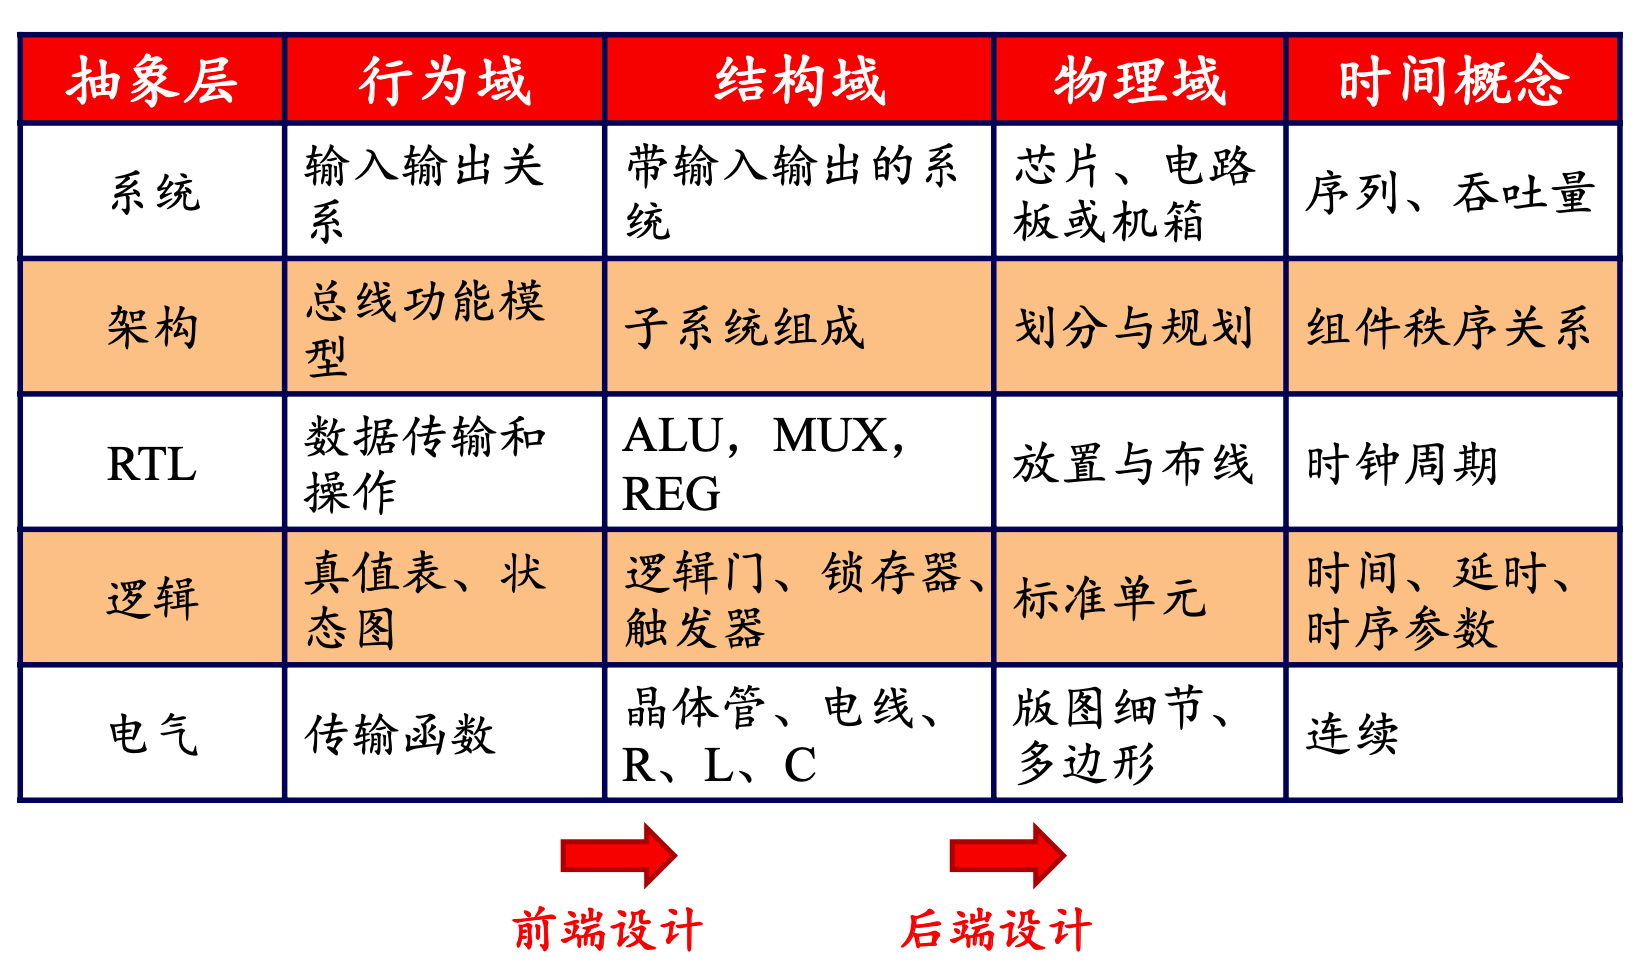 抽象层 行为域 结构域 物理域 时间概念
系统
输入输出关
系
带输入输出的系
统
芯片、电路
板或机箱
序列、吞吐量
架构
总线功能模
型
子系统组成
划分与规划
组件秩序关系
RTL
数据传输和
操作
ALU，MUX，
REG
放置与布线
时钟周期
逻辑
真值表、状
态图
逻辑门、锁存器、
触发器
标准单元
时间、延时、
时序参数
电气
传输函数
晶体管、电线、
R、L、C
版图细节、
多边形
连续
前端设计
后端设计